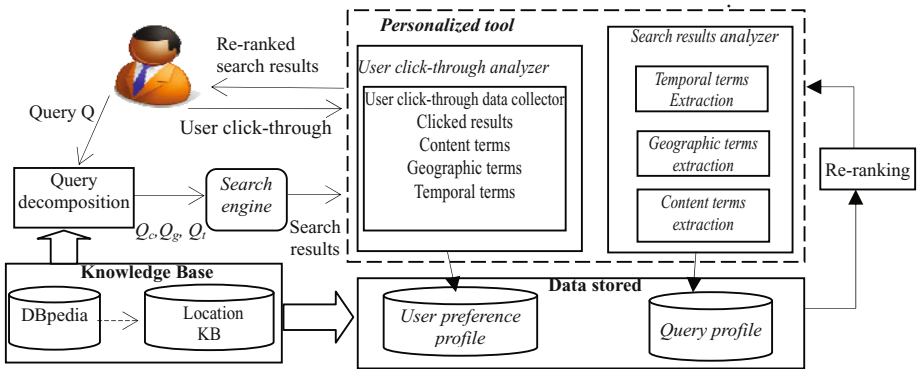 Personalized tool
Search results analyzer
Re-ranked
search results
User click-through analyzer
Temporal terms
Extraction
User click-through data collector
Clicked results
Content terms
Geographic terms
Temporal terms
Query Q
User click-through
Geographic terms
extraction
Re-ranking
Query
decomposition
Search
engine
Content terms
extraction
Qc,Qg, Qt
Search
results
Knowledge Base
Data stored
DBpedia
Location
KB
User preference
profile
Query profile